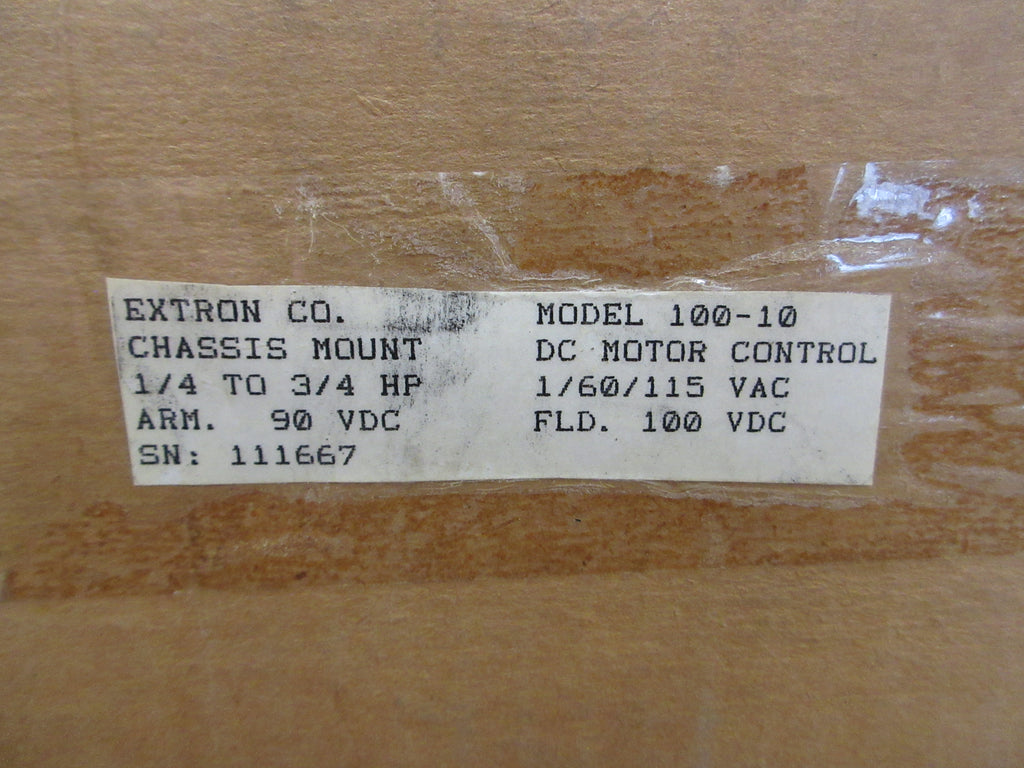 EXTRON CO. MODEL 100-10
CHASSIS MOUNT DC MOTOR CONTROL
1/4 TO 3/4 HP 1/60/115 VAC
ARM. 90 VDC FLD. 100 VDC
SN: 111667